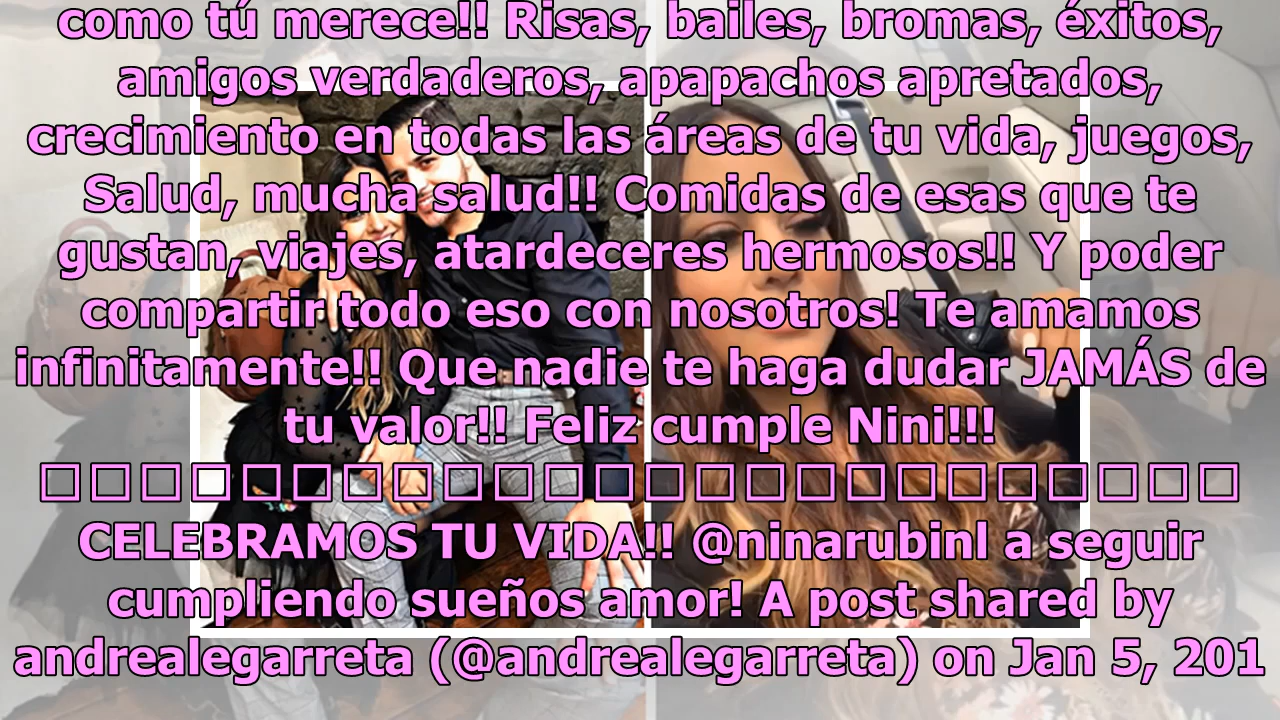 como tú merece!! Risas, bailes, bromas, éxitos,
amigos verdaderos, apapachos apretados,
crecimiento en todas las áreas de tu vida, juegos,
Salud, mucha salud!! Comidas de esas que te
gustan, viajes, atardeceres hermosos!! Y poder
compartir todo eso con nosotros! Te amamos
infinitamente!! Que nadie te haga dudar JAMÁS de
tu valor!! Feliz cumple Nini!!!
□□□□□□□□□□□□□□□□□□□□□□□□
CELEBRAMOS TU VIDA!! @ninarubinl a seguir
cumpliendo sueños amor! A post shared by
andrealegarreta (@andrealegarreta) on Jan 5, 201